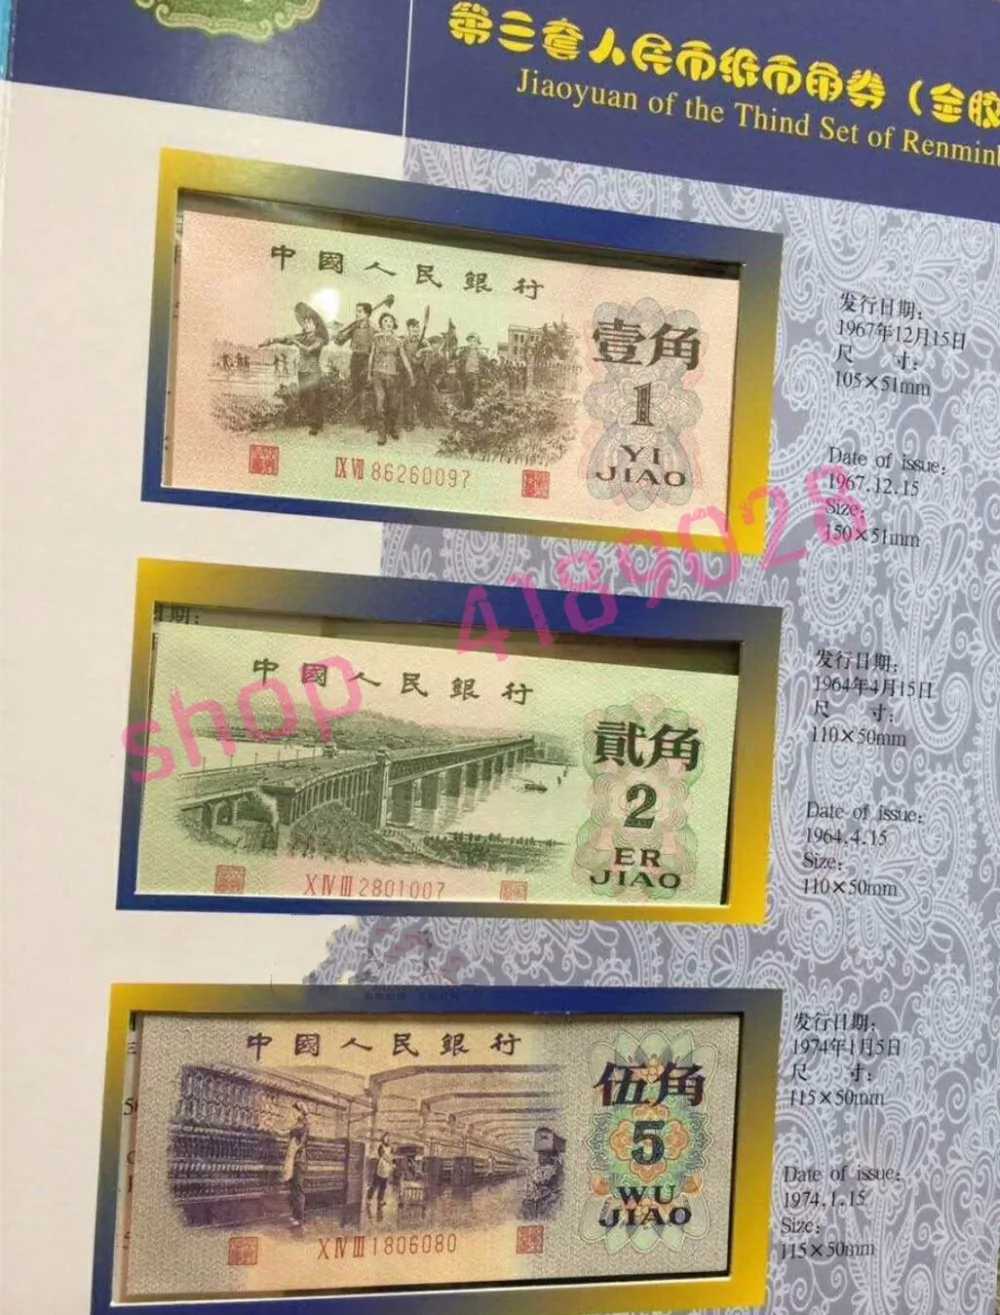 第三套人民币纸币角券（金
Jiaoyuan of the Third Set of Renmin
中國人民銀行
壹角
1
YI
JIAO
IX VII 86260097
发行日期：
1967年12月15日
尺 寸：
105×51mm
Date of issue：
1967.12.15
Size：
150×51mm
shop 4189028
中國人民銀行
貳角
2
ER
JIAO
X IV III 2801007
发行日期：
1964年4月15日
尺 寸：
110×50mm
Date of issue：
1964.4.15
Size：
110×50mm
中國人民銀行
伍角
5
WU
JIAO
X IV III 1806080
发行日期：
1974年1月5日
尺 寸：
115×50mm
Date of issue：
1974.1.15
Size：
115×50mm